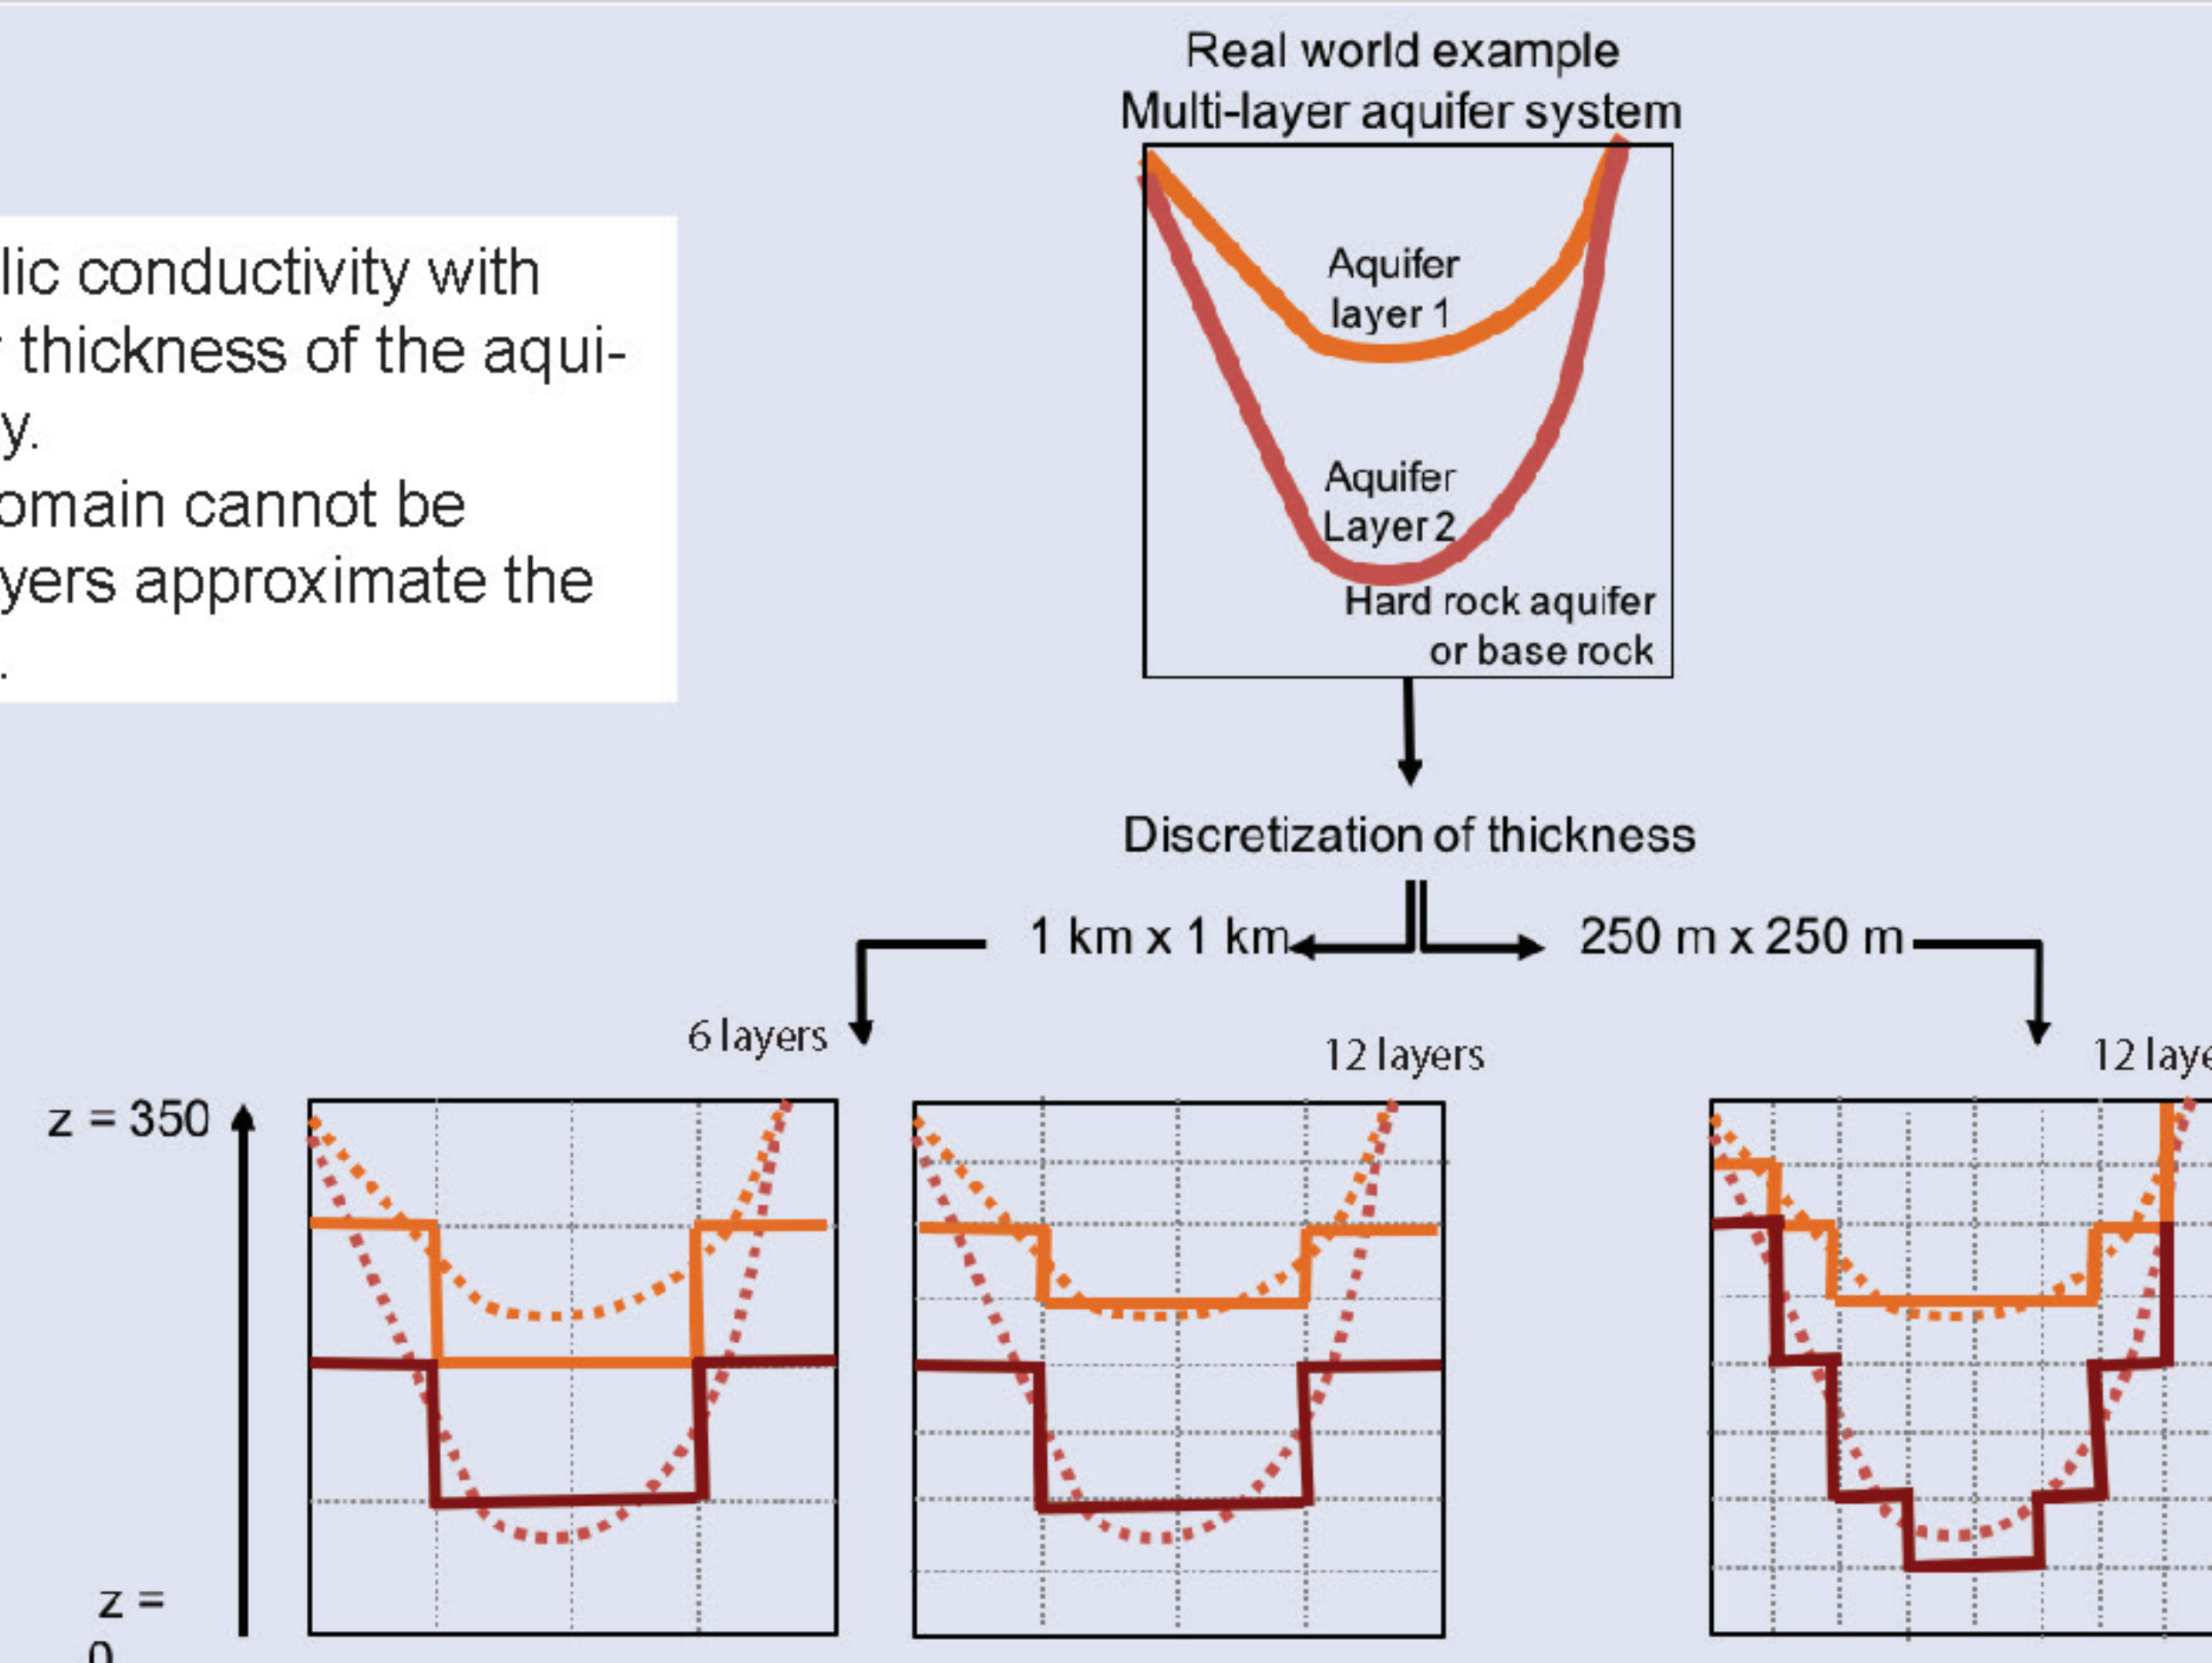 Real world example
Multi-layer aquifer system
lic conductivity with
thickness of the aqui-
y.
omain cannot be
yers approximate the
.
Aquifer
layer 1
Aquifer
Layer 2
Hard rock aquifer
or base rock
Discretization of thickness
1 km x 1 km
250 m x 250 m
6 layers
12 layers
12 laye
z = 350
z =
0